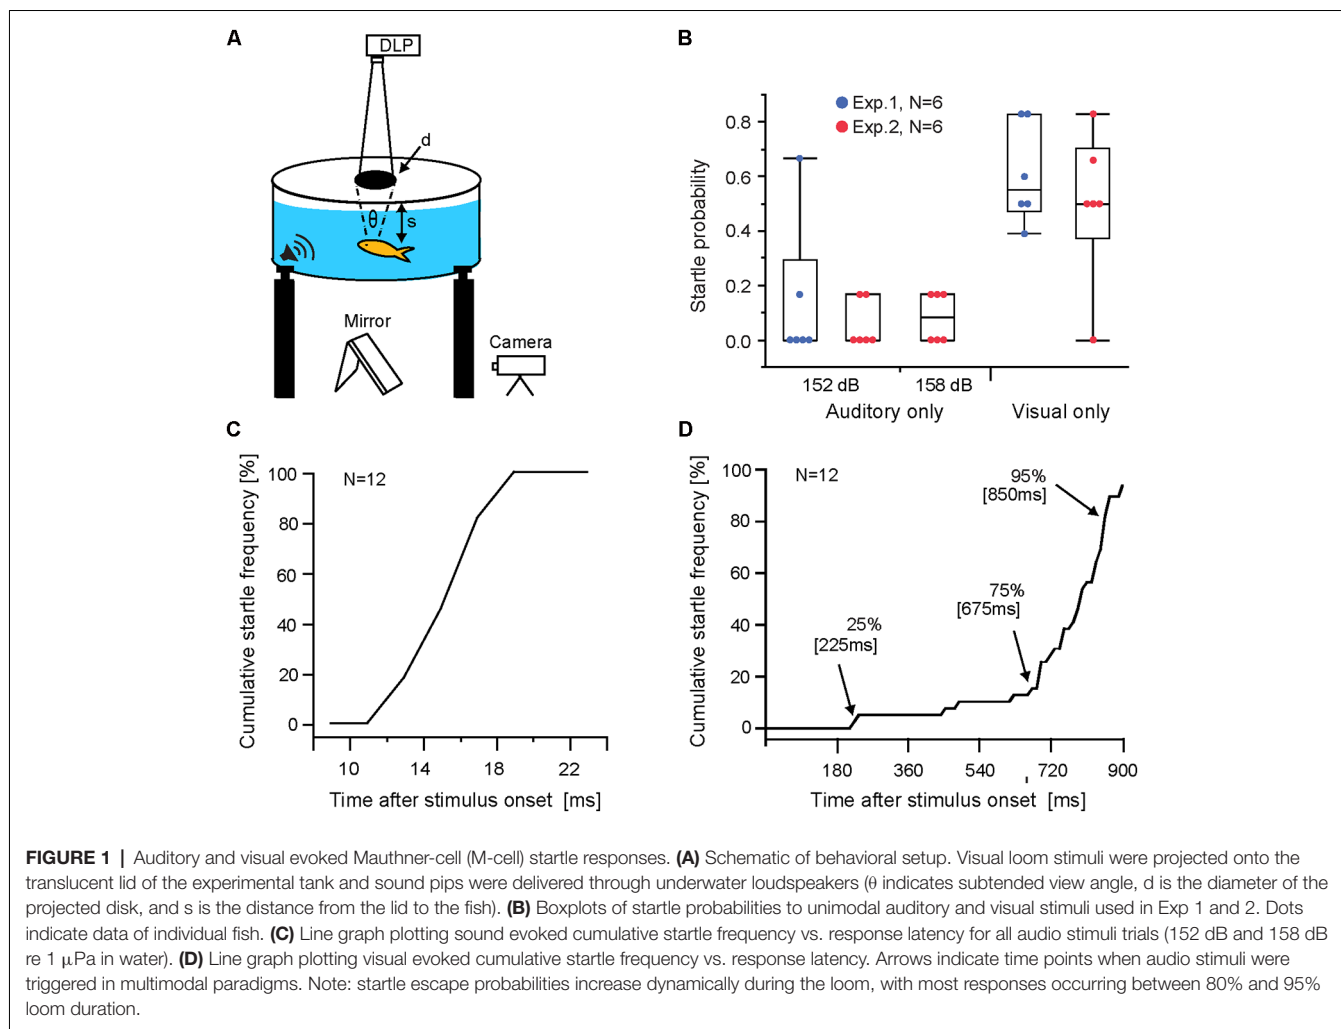 A
DLP
d
θ
s
Mirror
Camera
B
Exp.1, N=6
Exp.2, N=6
Startle probability
0.8
0.6
0.4
0.2
0.0
152 dB
158 dB
Auditory only
Visual only
C
Cumulative startle frequency [%]
N=12
100
80
60
40
20
0
10
14
18
22
Time after stimulus onset [ms]
D
Cumulative startle frequency [%]
N=12
100
80
60
40
20
0
95%
[850ms]
75%
[675ms]
25%
[225ms]
180
360
540
720
900
Time after stimulus onset [ms]
FIGURE 1 | Auditory and visual evoked Mauthner-cell (M-cell) startle responses. (A) Schematic of behavioral setup. Visual loom stimuli were projected onto the
translucent lid of the experimental tank and sound pips were delivered through underwater loudspeakers (θ indicates subtended view angle, d is the diameter of the
projected disk, and s is the distance from the lid to the fish). (B) Boxplots of startle probabilities to unimodal auditory and visual stimuli used in Exp 1 and 2. Dots
indicate data of individual fish. (C) Line graph plotting sound evoked cumulative startle frequency vs. response latency for all audio stimuli trials (152 dB and 158 dB
re 1 μPa in water). (D) Line graph plotting visual evoked cumulative startle frequency vs. response latency. Arrows indicate time points when audio stimuli were
triggered in multimodal paradigms. Note: startle escape probabilities increase dynamically during the loom, with most responses occurring between 80% and 95%
loom duration.